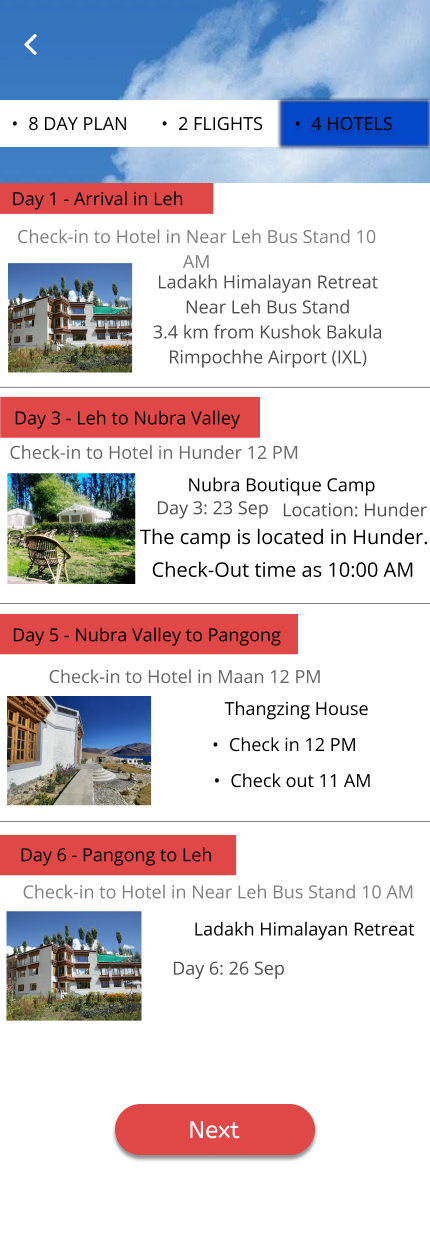 • 8 DAY PLAN • 2 FLIGHTS • 4 HOTELS
Day 1 - Arrival in Leh
Check-in to Hotel in Near Leh Bus Stand 10
AM
Ladakh Himalayan Retreat
Near Leh Bus Stand
3.4 km from Kushok Bakula
Rimpochhe Airport (IXL)
Day 3 - Leh to Nubra Valley
Check-in to Hotel in Hunder 12 PM
Nubra Boutique Camp
Day 3: 23 Sep Location: Hunder
The camp is located in Hunder.
Check-Out time as 10:00 AM
Day 5 - Nubra Valley to Pangong
Check-in to Hotel in Maan 12 PM
Thangzing House
• Check in 12 PM
• Check out 11 AM
Day 6 - Pangong to Leh
Check-in to Hotel in Near Leh Bus Stand 10 AM
Ladakh Himalayan Retreat
Day 6: 26 Sep
Next